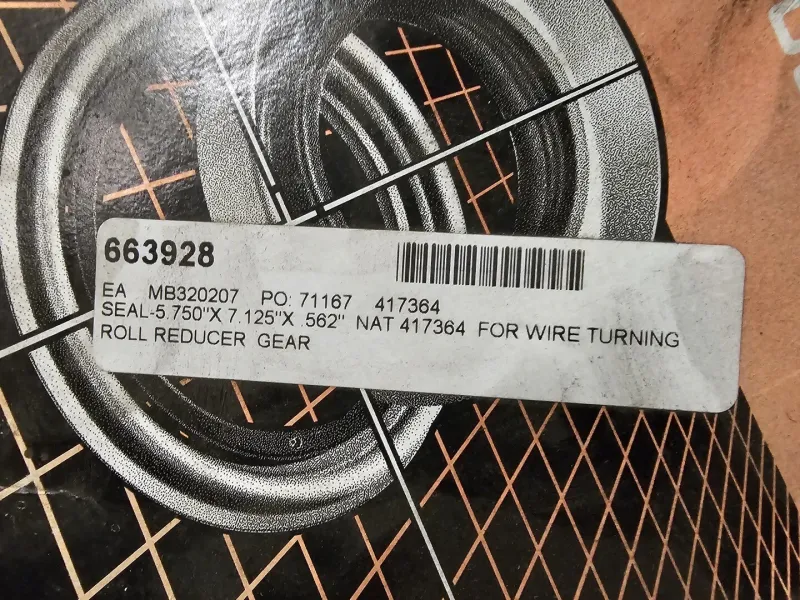 663928
EA MB320207 PO: 71167 417364
SEAL-5.750"X 7.125"X .562" NAT 417364 FOR WIRE TURNING
ROLL REDUCER GEAR